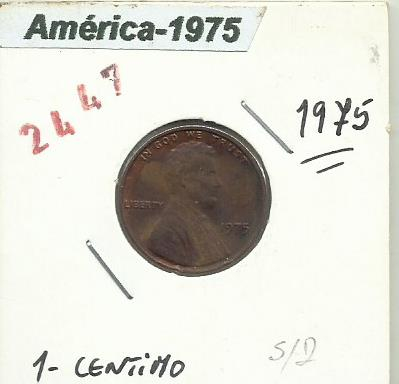 América-1975
2447
1975
IN GOD WE TRUST
LIBERTY
1975
1- CENTiMO